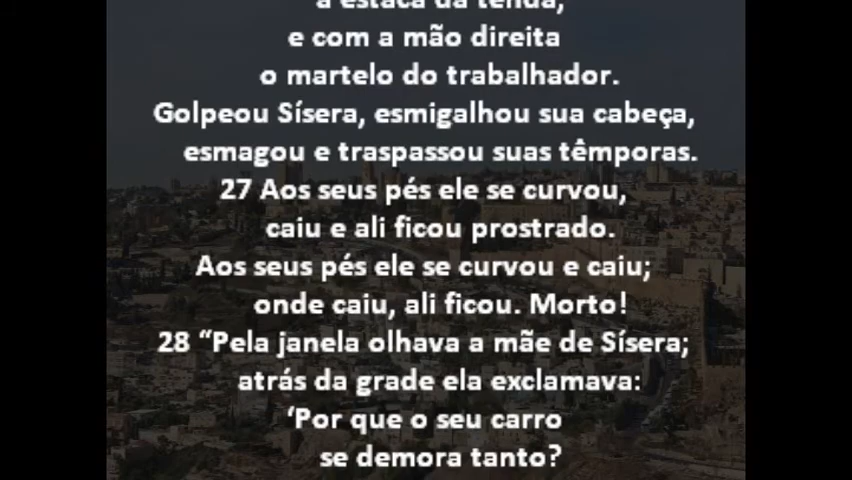 a estaca da tenda,
e com a mão direita
o martelo do trabalhador.
Golpeou Sísera, esmigalhou sua cabeça,
esmagou e traspassou suas têmporas.
27 Aos seus pés ele se curvou,
caiu e ali ficou prostrado.
Aos seus pés ele se curvou e caiu;
onde caiu, ali ficou. Morto!
28 “Pela janela olhava a mãe de Sísera;
atrás da grade ela exclamava:
‘Por que o seu carro
se demora tanto?